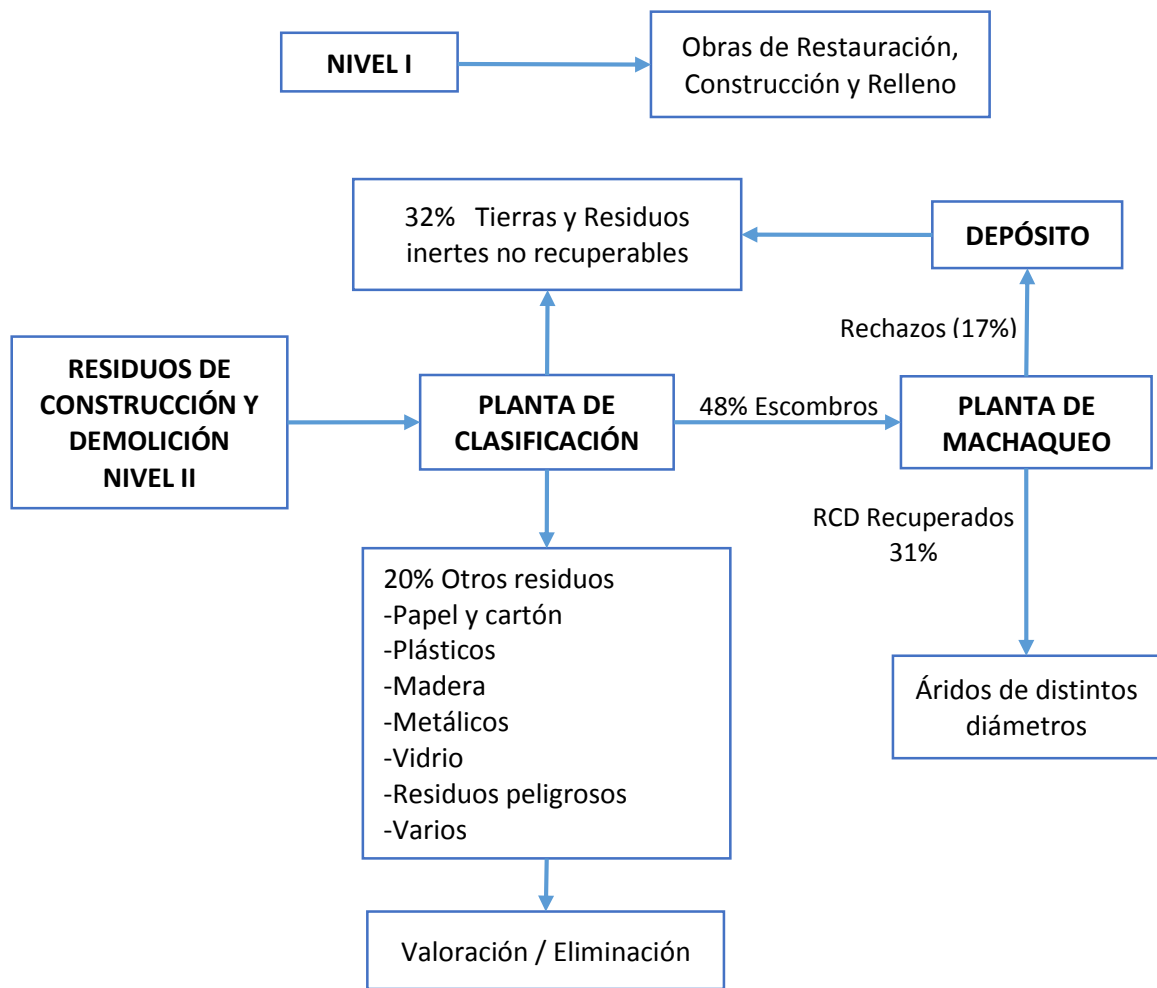 NIVEL I
Obras de Restauración,
Construcción y Relleno
32% Tierras y Residuos
inertes no recuperables
DEPÓSITO
Rechazos (17%)
RESIDUOS DE
CONSTRUCCIÓN Y
DEMOLICIÓN
NIVEL II
PLANTA DE
CLASIFICACIÓN
48% Escombros
PLANTA DE
MACHAQUEO
RCD Recuperados
31%
20% Otros residuos
-Papel y cartón
-Plásticos
-Madera
-Metálicos
-Vidrio
-Residuos peligrosos
-Varios
Áridos de distintos
diámetros
Valoración / Eliminación